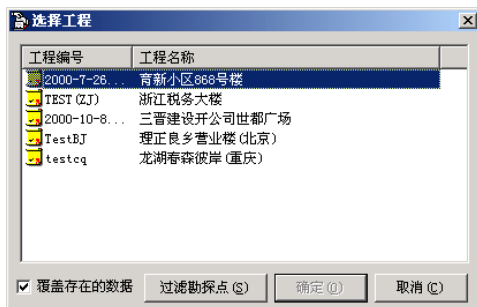 选择工程
工程编号 工程名称
2000-7-26... 育新小区868号楼
TEST(ZJ) 浙江税务大楼
2000-10-8... 三晋建设开公司世都广场
TestBJ 理正良乡营业楼(北京)
testcq 龙湖春森彼岸(重庆)
覆盖存在的数据 过滤勘探点(S) 确定(O) 取消(C)